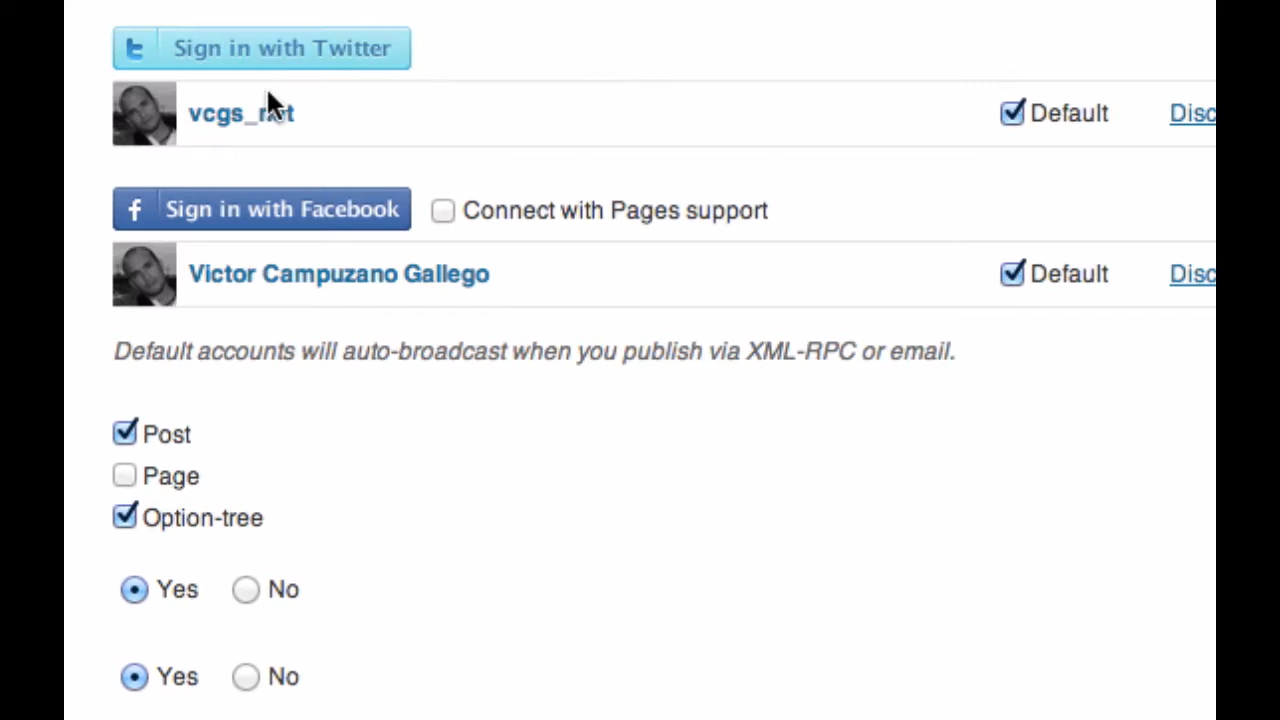 Sign in with Twitter
vcgs_net Default Disc
Sign in with Facebook Connect with Pages support
Victor Campuzano Gallego Default Disc
Default accounts will auto-broadcast when you publish via XML-RPC or email.
Post
Page
Option-tree
Yes No
Yes No